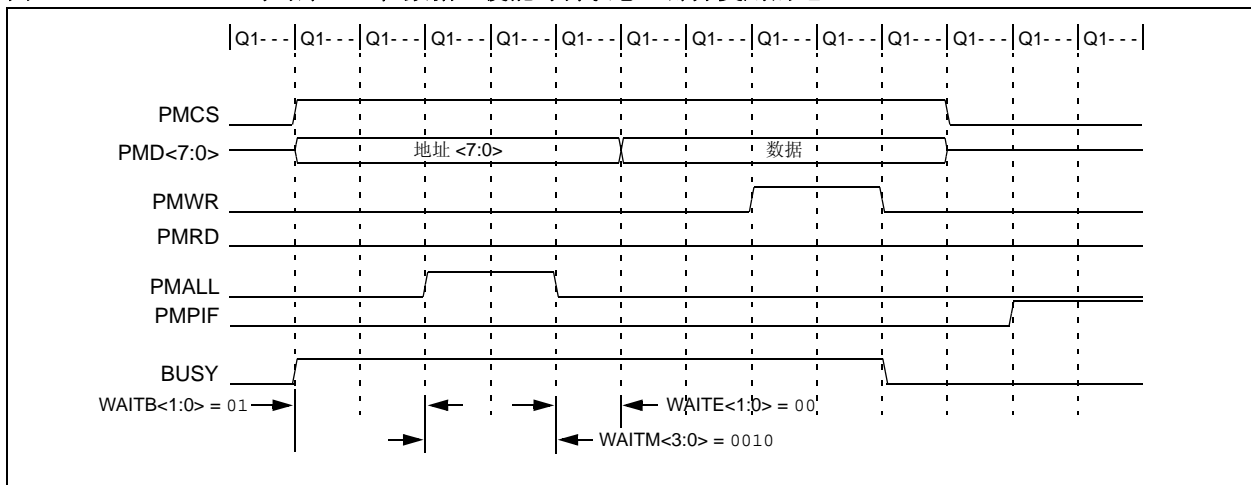 Q1- - - Q1- - - Q1- - - Q1- - - Q1- - - Q1- - - Q1- - - Q1- - - Q1- - - Q1- - - Q1- - - Q1- - - Q1- - - Q1- - -
PMCS
PMD<7:0> 地址 <7:0> 数据
PMWR
PMRD
PMALL
PMPIF
BUSY
WAITB<1:0> = 01 WAITE<1:0> = 00
WAITM<3:0> = 0010